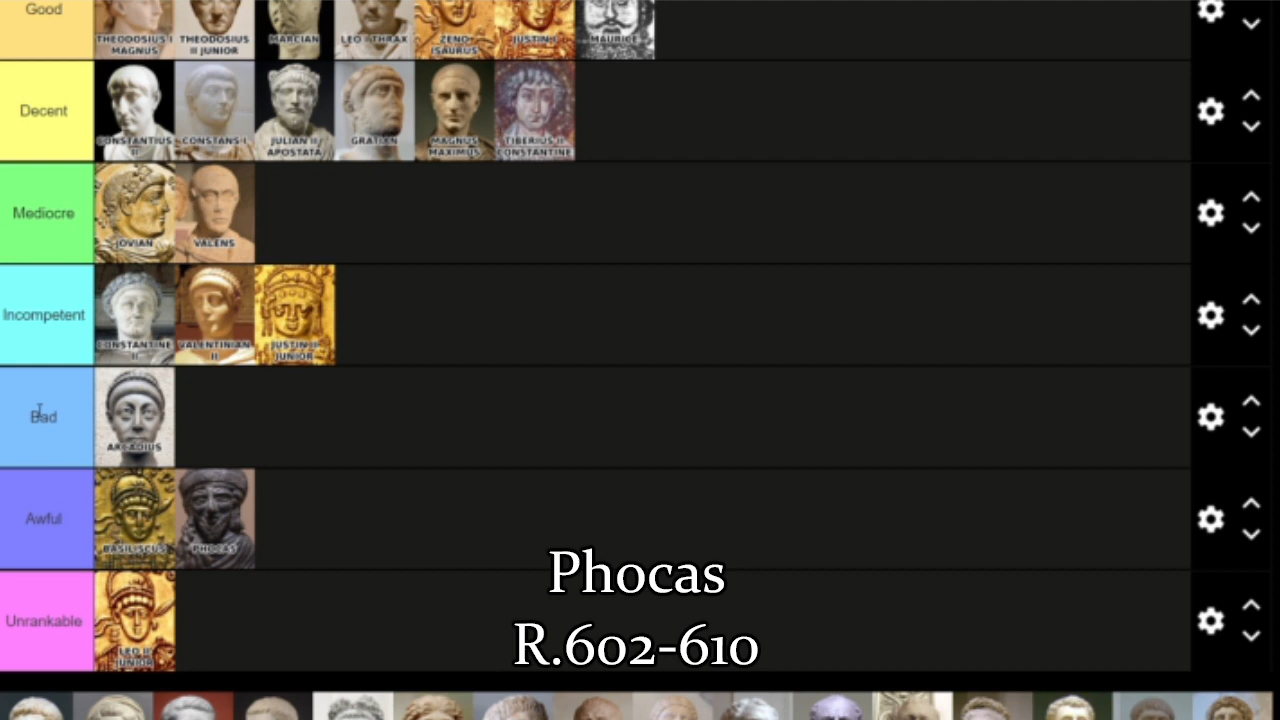 Good
THEODOSIUS I
MAGNUS
THEODOSIUS
II JUNIOR
MARCIAN
LEO I THRAX
ZENO
ISAURUS
JUSTIN I
MAURICE
Decent
CONSTANTIUS
II
CONSTANS I
JULIAN II
APOSTATA
GRATIAN
MAGNUS
MAXIMUS
TIBERIUS II
CONSTANTINE
Mediocre
JOVIAN
VALENS
Incompetent
CONSTANTINE
II
VALENTINIAN
II
JUSTIN II
JUNIOR
Bad
ARCADIUS
Awful
BASILISCUS
PHOCAS
Unrankable
LEO II
JUNIOR
Phocas
R.602-610